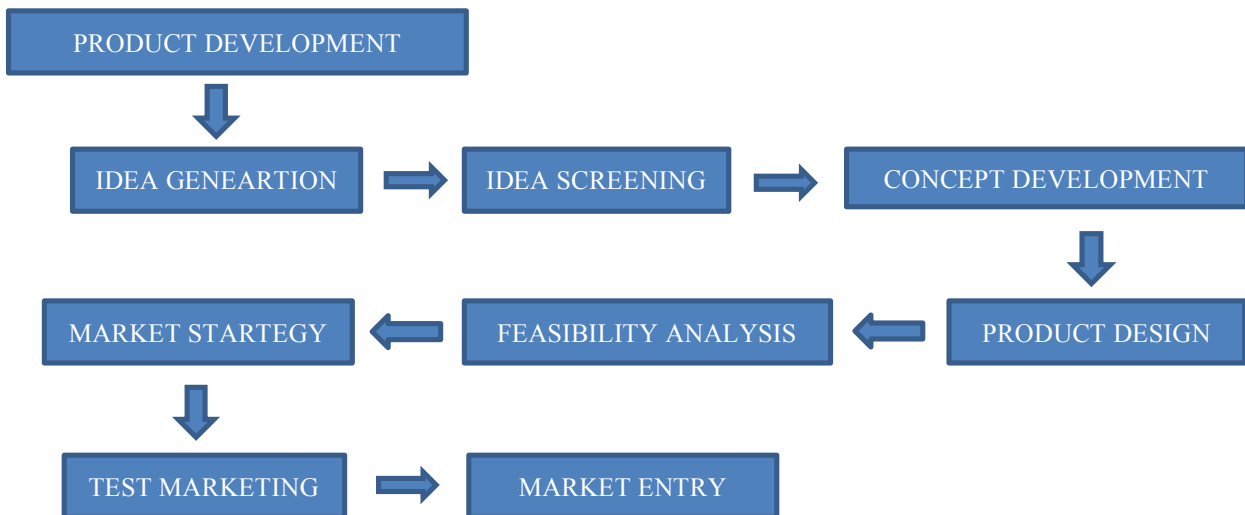 PRODUCT DEVELOPMENT
IDEA GENEARTION
IDEA SCREENING
CONCEPT DEVELOPMENT
PRODUCT DESIGN
FEASIBILITY ANALYSIS
MARKET STARTEGY
TEST MARKETING
MARKET ENTRY